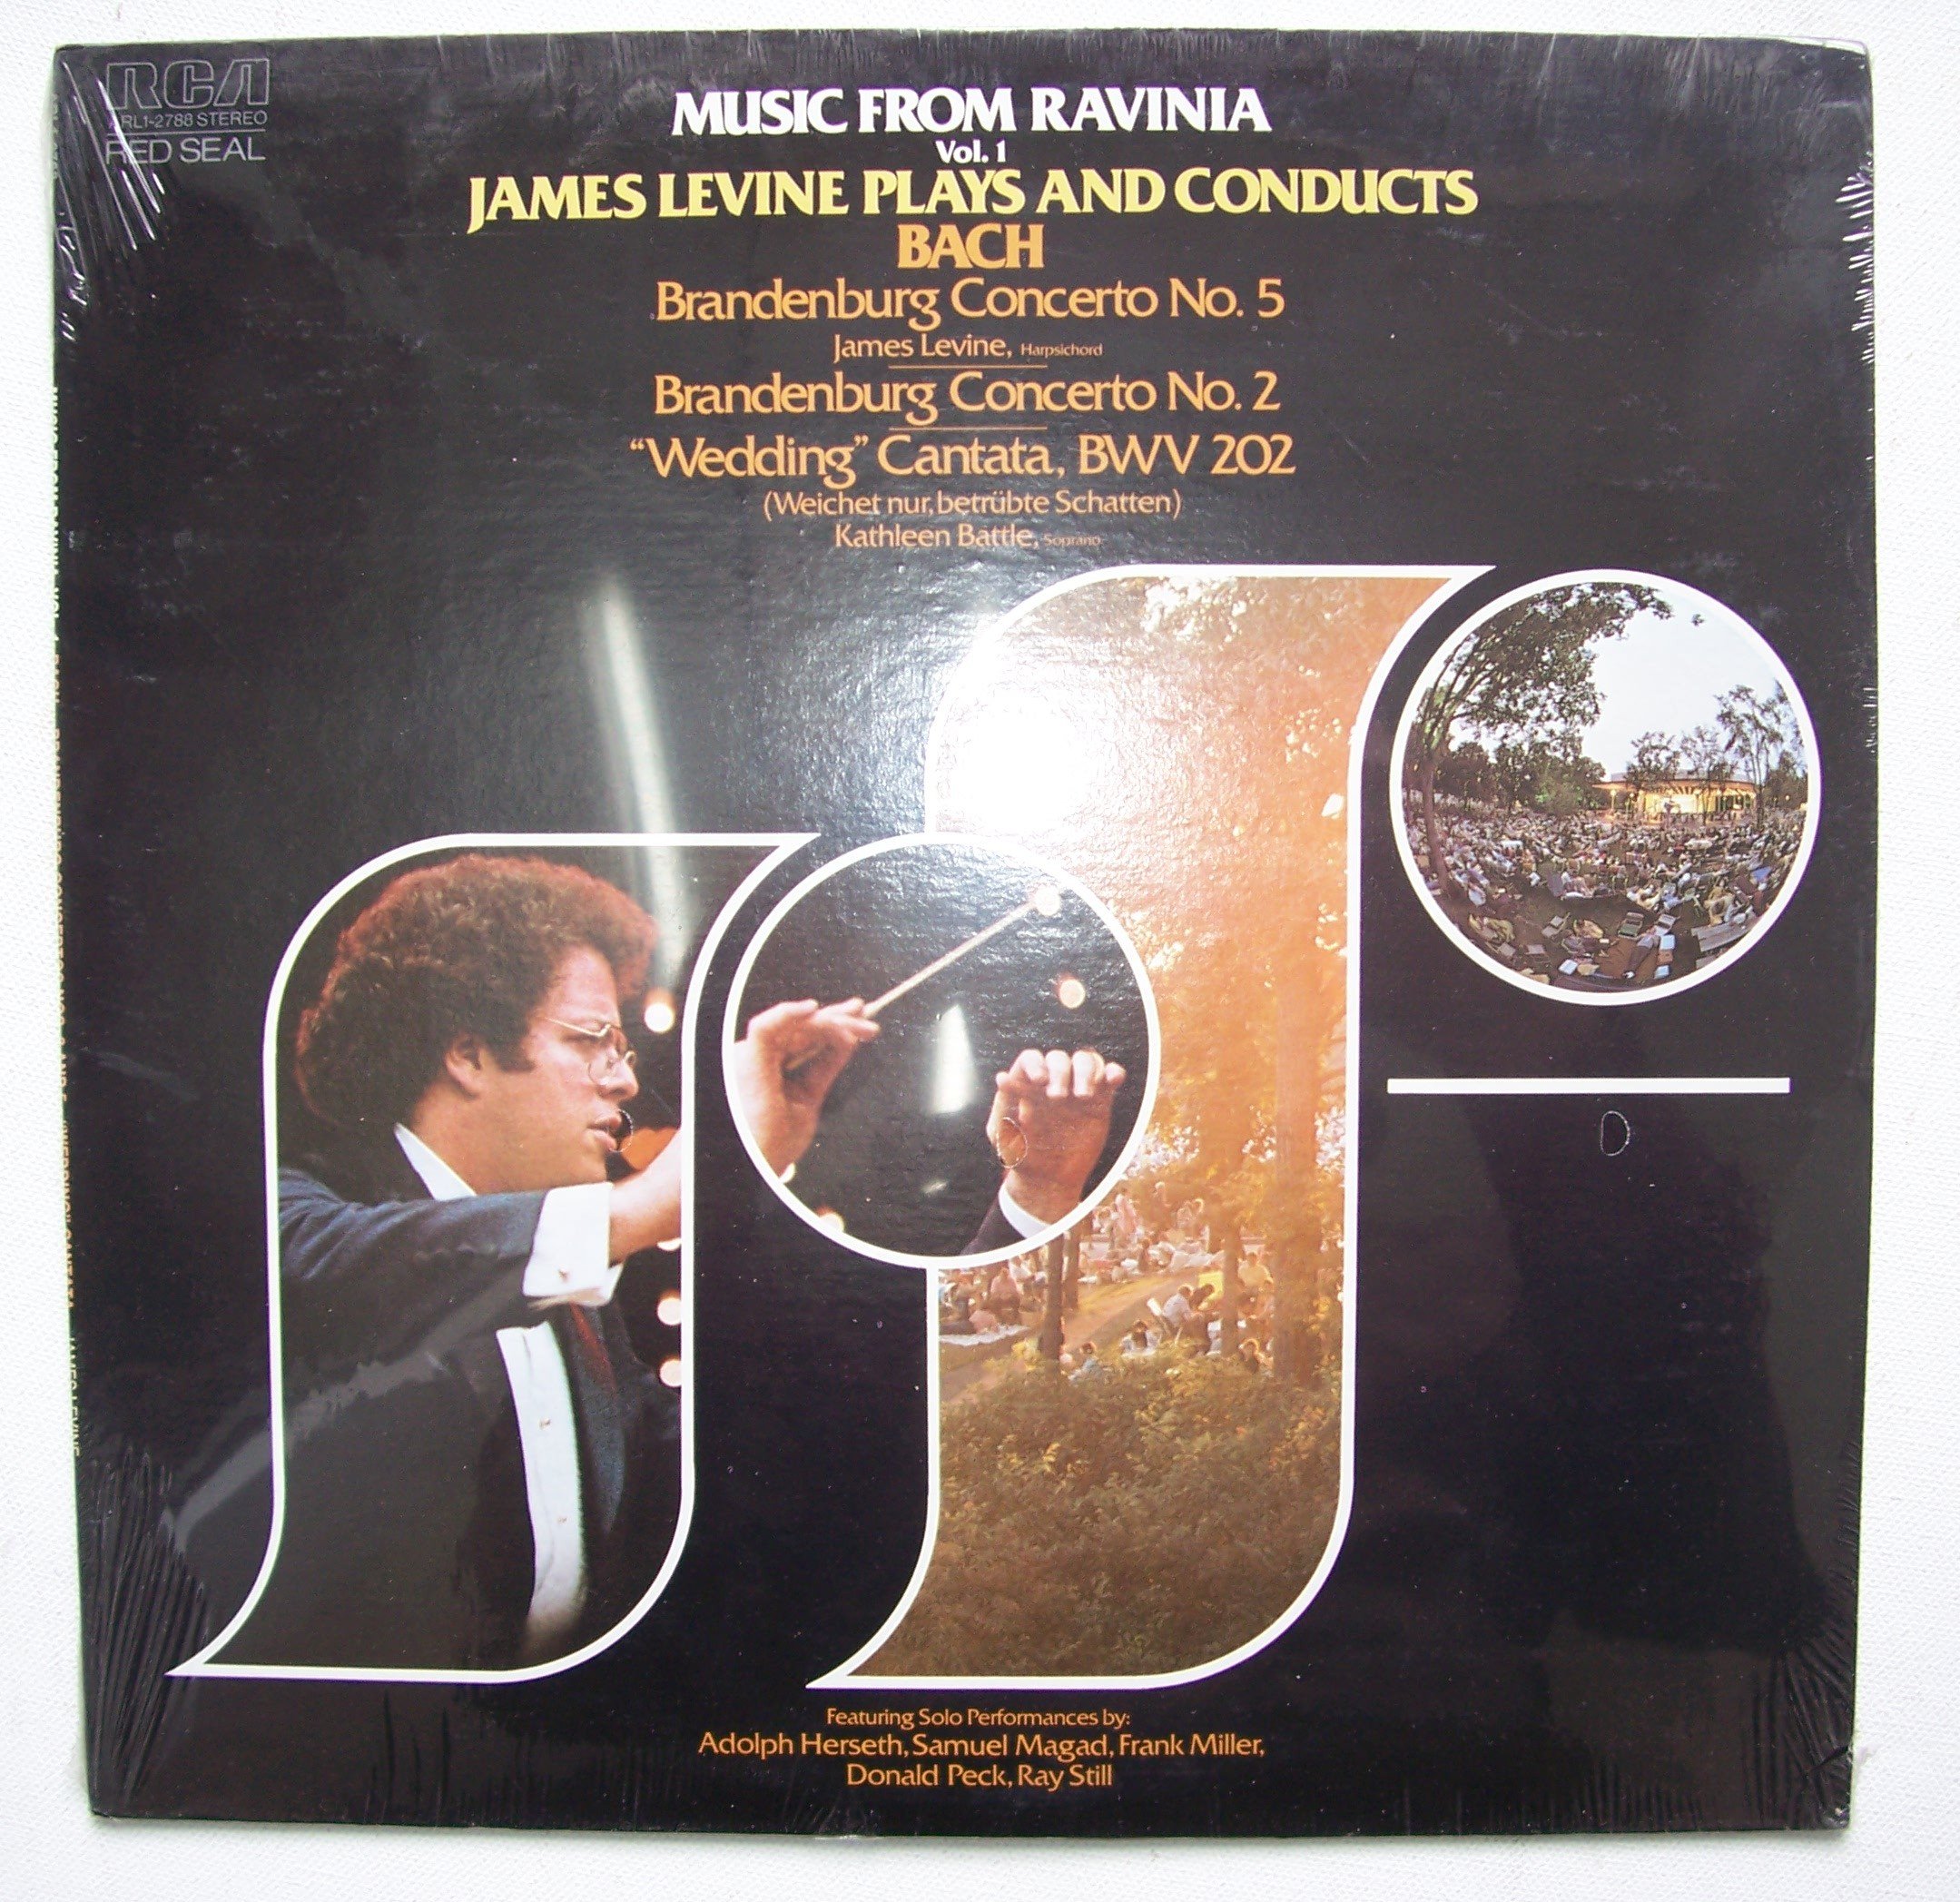 RCA
ARL1-2788 STEREO
RED SEAL
MUSIC FROM RAVINIA
Vol. 1
JAMES LEVINE PLAYS AND CONDUCTS
BACH
Brandenburg Concerto No. 5
James Levine, Harpsichord
Brandenburg Concerto No. 2
“Wedding” Cantata, BWV 202
(Weichet nur, betrübte Schatten)
Kathleen Battle, Soprano
Featuring Solo Performances by:
Adolph Herseth, Samuel Magad, Frank Miller,
Donald Peck, Ray Still